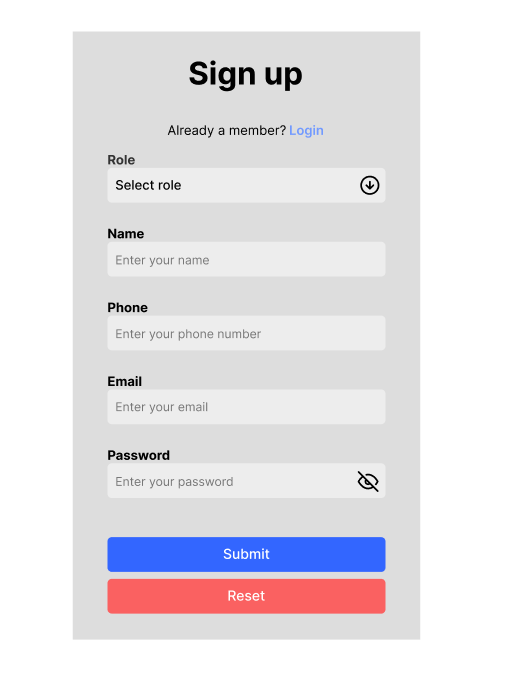 Sign up
Already a member? Login
Role
Select role
Name
Enter your name
Phone
Enter your phone number
Email
Enter your email
Password
Enter your password
Submit
Reset